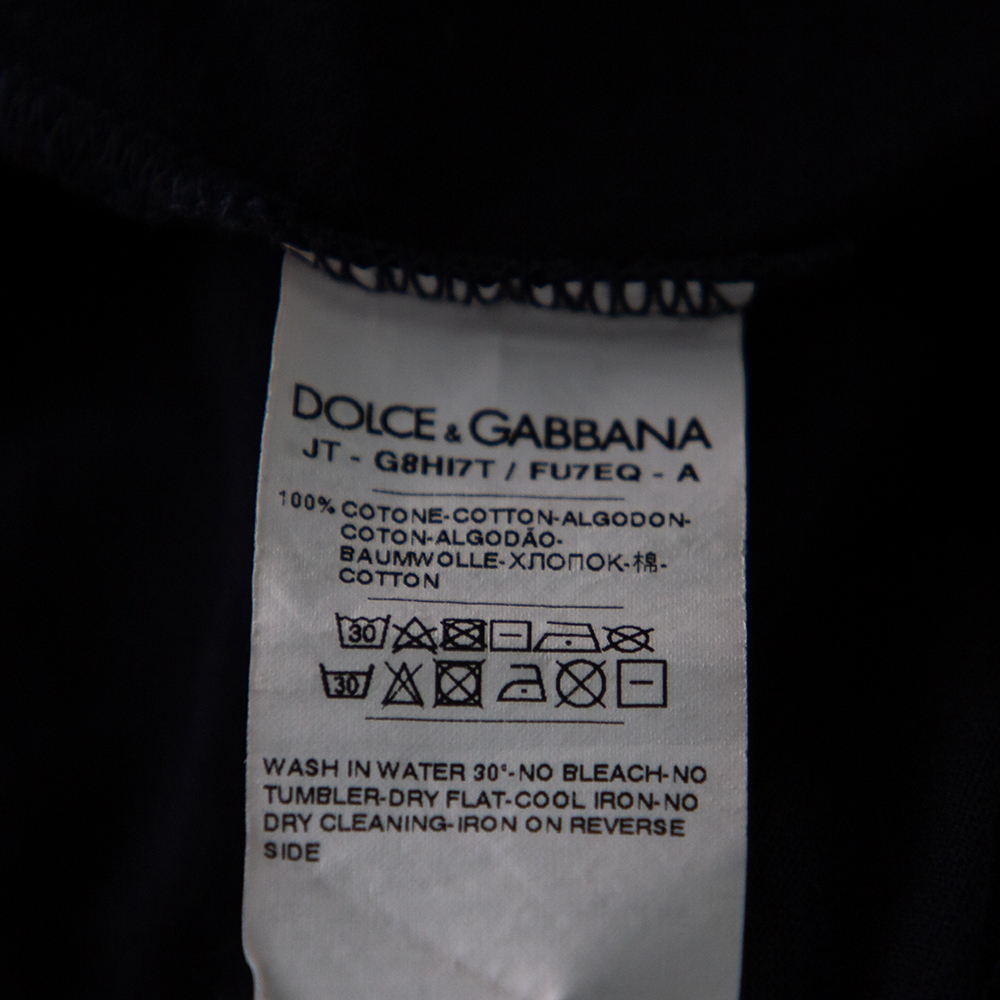 DOLCE & GABBANA
JT - G8HI7T / FU7EQ - A
100% COTONE-COTTON-ALGODON-
COTON-ALGODÃO-
BAUMWOLLE-ХЛОПОК-棉-
COTTON
30
30
WASH IN WATER 30°-NO BLEACH-NO
TUMBLER-DRY FLAT-COOL IRON-NO
DRY CLEANING-IRON ON REVERSE
SIDE